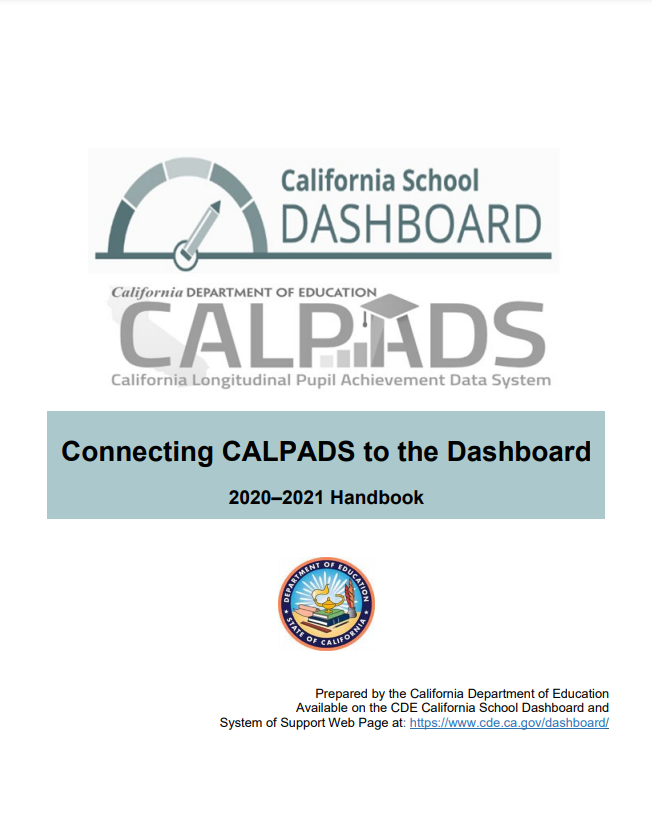 California School
DASHBOARD
California DEPARTMENT OF EDUCATION
CALPADS
California Longitudinal Pupil Achievement Data System
Connecting CALPADS to the Dashboard
2020–2021 Handbook
DEPARTMENT OF EDUCATION
STATE OF CALIFORNIA
Prepared by the California Department of Education
Available on the CDE California School Dashboard and
System of Support Web Page at: https://www.cde.ca.gov/dashboard/